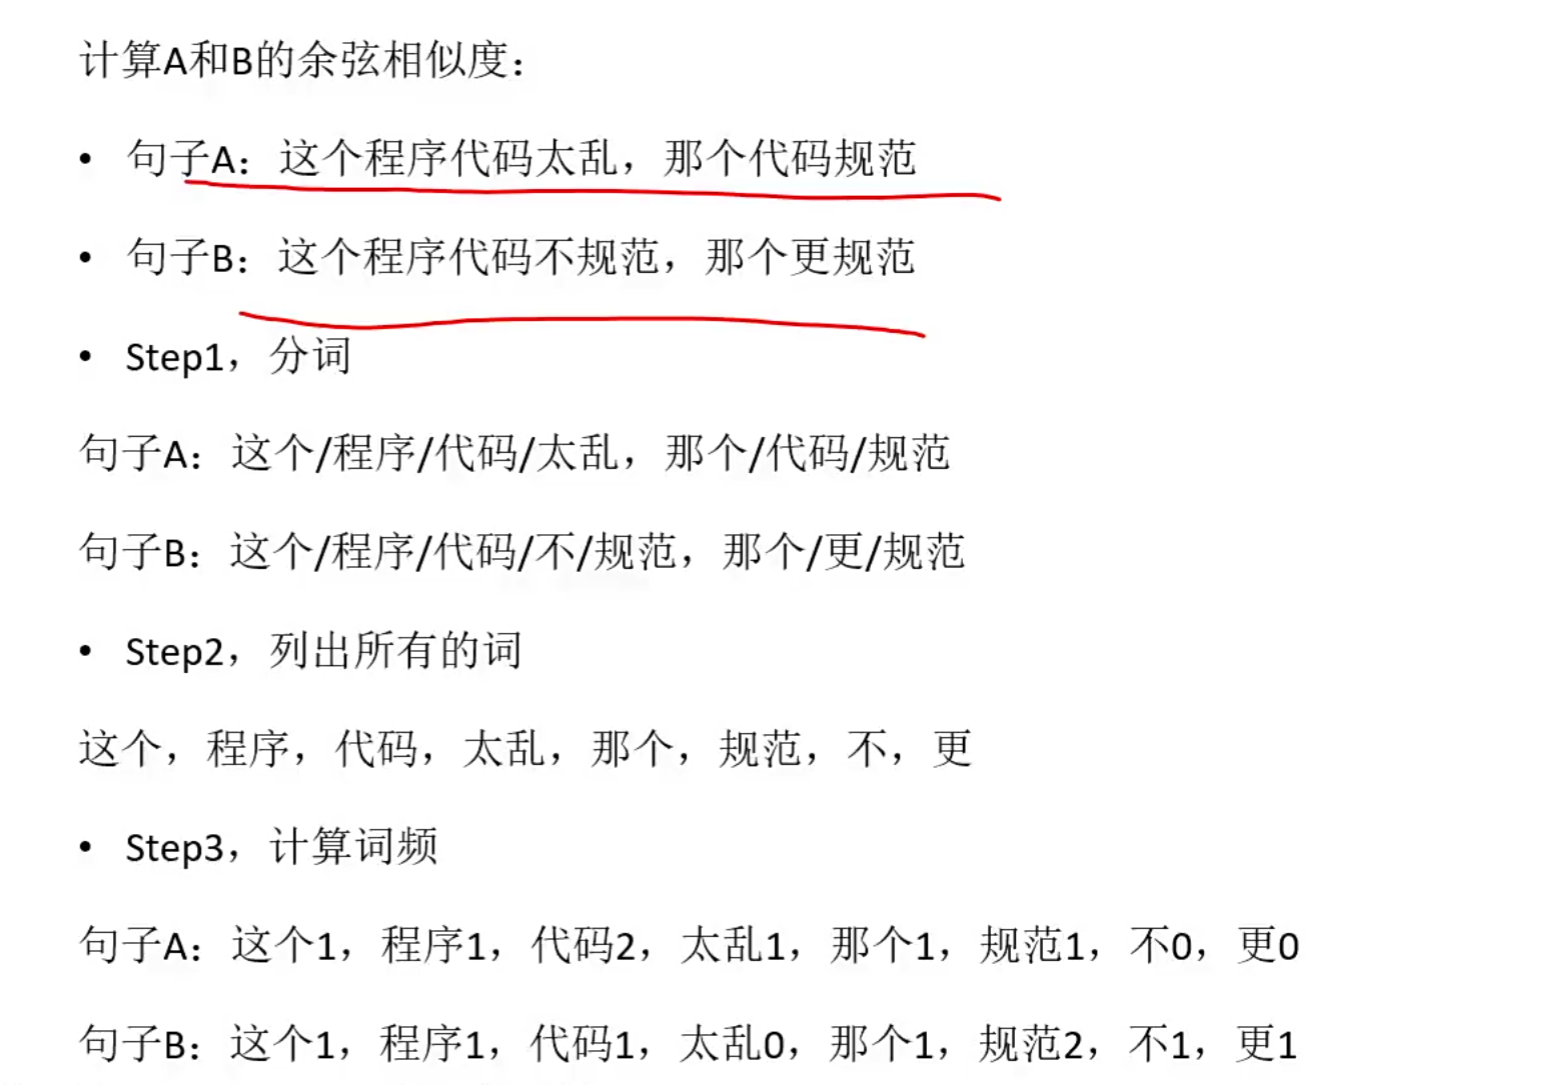 计算A和B的余弦相似度：
• 句子A：这个程序代码太乱，那个代码规范
• 句子B：这个程序代码不规范，那个更规范
• Step1，分词
句子A：这个/程序/代码/太乱，那个/代码/规范
句子B：这个/程序/代码/不/规范，那个/更/规范
• Step2，列出所有的词
这个，程序，代码，太乱，那个，规范，不，更
• Step3，计算词频
句子A：这个1，程序1，代码2，太乱1，那个1，规范1，不0，更0
句子B：这个1，程序1，代码1，太乱0，那个1，规范2，不1，更1